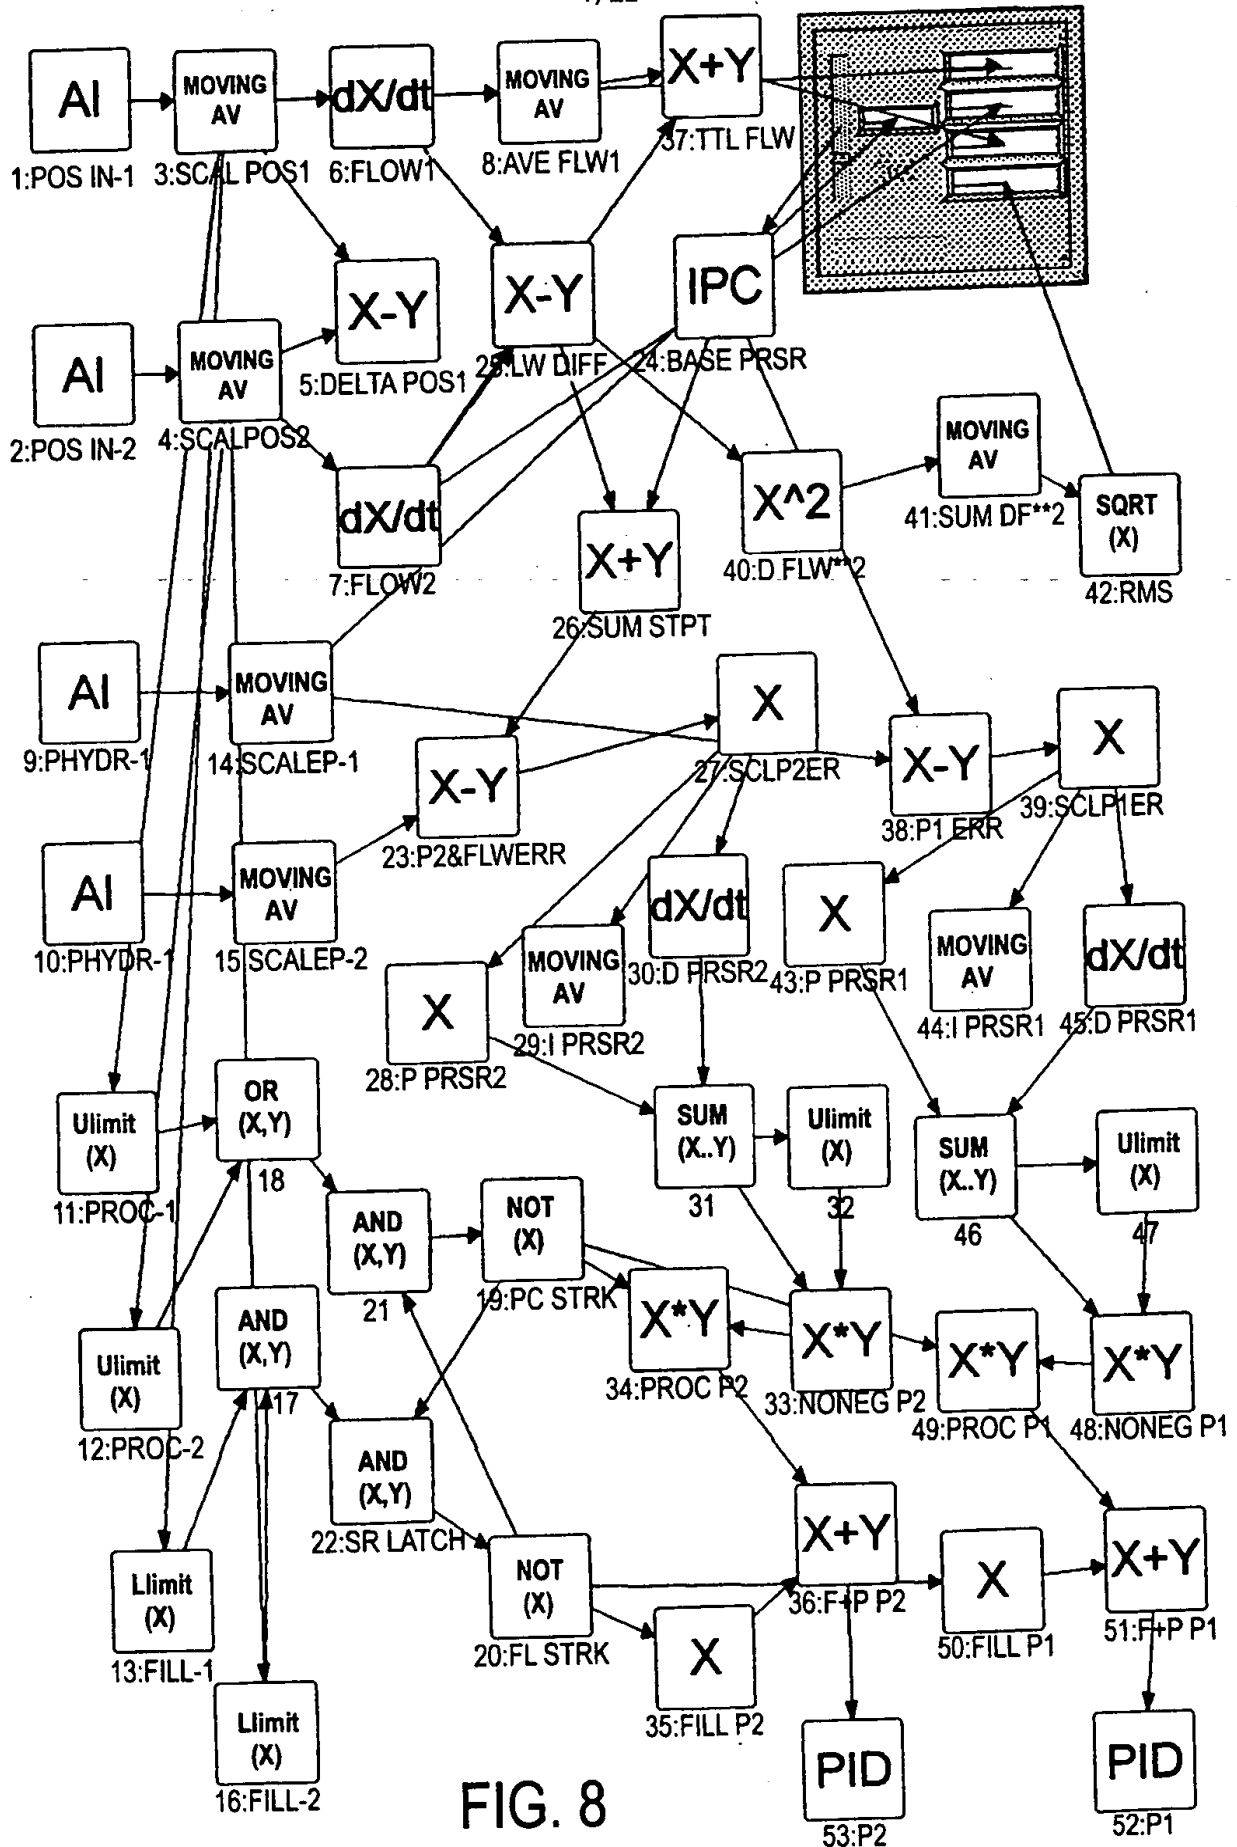 AI
1:POS IN-1
MOVING
AV
3:SCAL POS1
dX/dt
6:FLOW1
MOVING
AV
8:AVE FLW1
X+Y
37:TTL FLW
AI
2:POS IN-2
MOVING
AV
4:SCALPOS2
X-Y
5:DELTA POS1
X-Y
25:LW DIFF
IPC
24:BASE PRSR
dX/dt
7:FLOW2
X+Y
26:SUM STPT
X^2
40:D FLW**2
MOVING
AV
41:SUM DF**2
SQRT
(X)
42:RMS
AI
9:PHYDR-1
MOVING
AV
14:SCALEP-1
X-Y
23:P2&FLWERR
X
27:SCLP2ER
X-Y
38:P1 ERR
X
39:SCLP1ER
AI
10:PHYDR-1
MOVING
AV
15 SCALEP-2
X
28:P PRSR2
MOVING
AV
29:I PRSR2
dX/dt
30:D PRSR2
X
43:P PRSR1
MOVING
AV
44:I PRSR1
dX/dt
45:D PRSR1
Ulimit
(X)
11:PROC-1
OR
(X,Y)
18
AND
(X,Y)
21
NOT
(X)
19:PC STRK
SUM
(X..Y)
31
Ulimit
(X)
32
SUM
(X..Y)
46
Ulimit
(X)
47
Ulimit
(X)
12:PROC-2
AND
(X,Y)
17
X*Y
34:PROC P2
X*Y
33:NONEG P2
X*Y
49:PROC P1
X*Y
48:NONEG P1
Llimit
(X)
13:FILL-1
AND
(X,Y)
22:SR LATCH
NOT
(X)
20:FL STRK
X+Y
36:F+P P2
X
50:FILL P1
X+Y
51:F+P P1
Llimit
(X)
16:FILL-2
X
35:FILL P2
PID
53:P2
PID
52:P1
FIG. 8